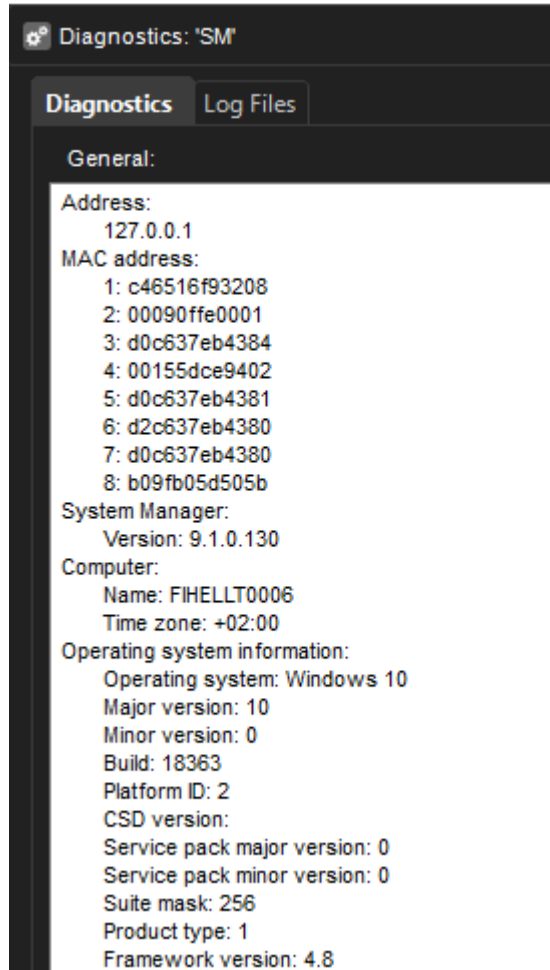 Diagnostics: 'SM'
Diagnostics Log Files
General:
Address:
127.0.0.1
MAC address:
1: c46516f93208
2: 00090ffe0001
3: d0c637eb4384
4: 00155dce9402
5: d0c637eb4381
6: d2c637eb4380
7: d0c637eb4380
8: b09fb05d505b
System Manager:
Version: 9.1.0.130
Computer:
Name: FIHELLT0006
Time zone: +02:00
Operating system information:
Operating system: Windows 10
Major version: 10
Minor version: 0
Build: 18363
Platform ID: 2
CSD version:
Service pack major version: 0
Service pack minor version: 0
Suite mask: 256
Product type: 1
Framework version: 4.8